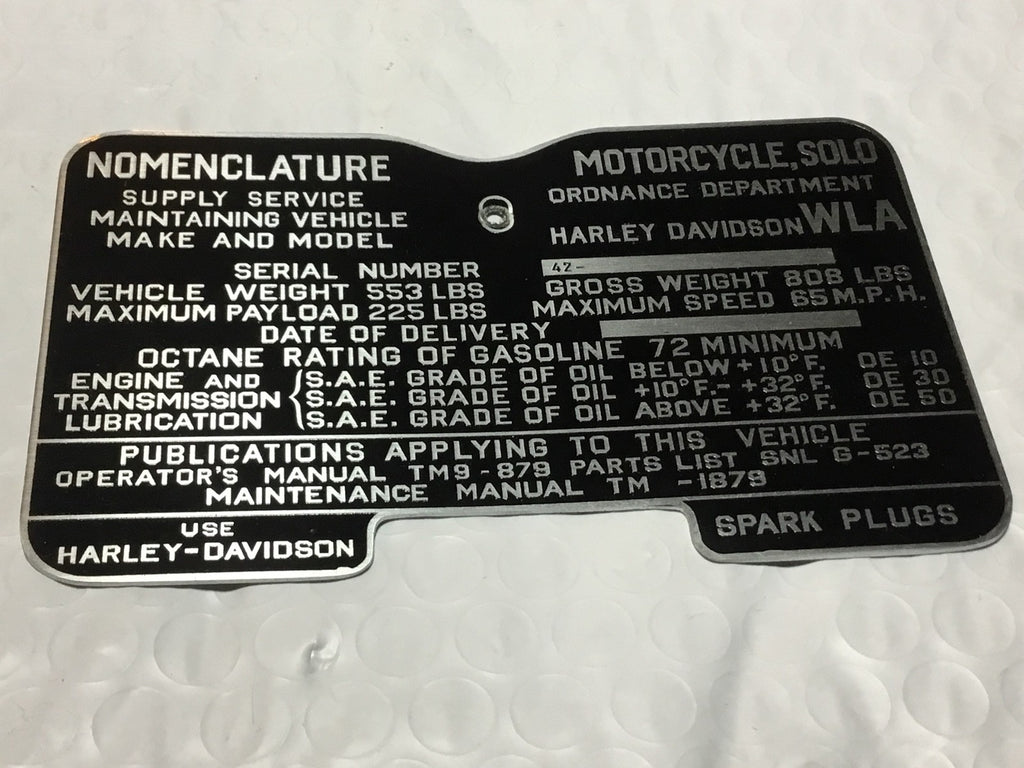 NOMENCLATURE MOTORCYCLE, SOLO
SUPPLY SERVICE ORDNANCE DEPARTMENT
MAINTAINING VEHICLE
MAKE AND MODEL HARLEY DAVIDSON WLA
SERIAL NUMBER 42-
VEHICLE WEIGHT 553 LBS GROSS WEIGHT 808 LBS
MAXIMUM PAYLOAD 225 LBS MAXIMUM SPEED 65 M.P.H.
DATE OF DELIVERY
OCTANE RATING OF GASOLINE 72 MINIMUM
ENGINE AND S.A.E. GRADE OF OIL BELOW +10°F. OE 10
TRANSMISSION S.A.E. GRADE OF OIL +10°F.- +32°F. OE 30
LUBRICATION S.A.E. GRADE OF OIL ABOVE +32°F. OE 50
PUBLICATIONS APPLYING TO THIS VEHICLE
OPERATOR'S MANUAL TM9-879 PARTS LIST SNL G-523
MAINTENANCE MANUAL TM -1879
USE
HARLEY-DAVIDSON SPARK PLUGS